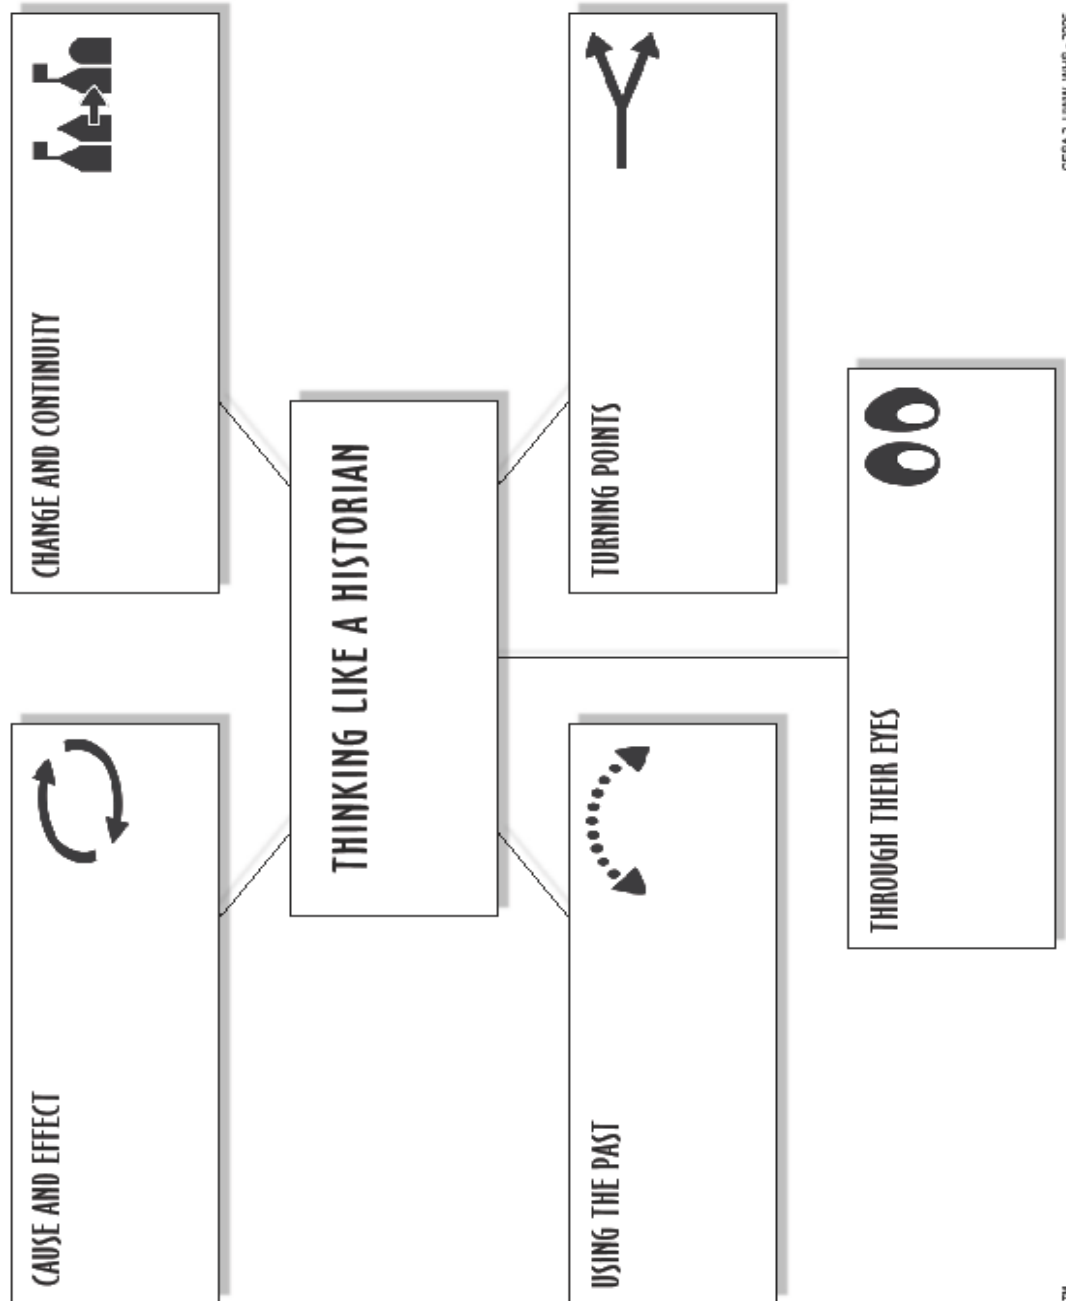 CAUSE AND EFFECT
CHANGE AND CONTINUITY
THINKING LIKE A HISTORIAN
USING THE PAST
TURNING POINTS
THROUGH THEIR EYES